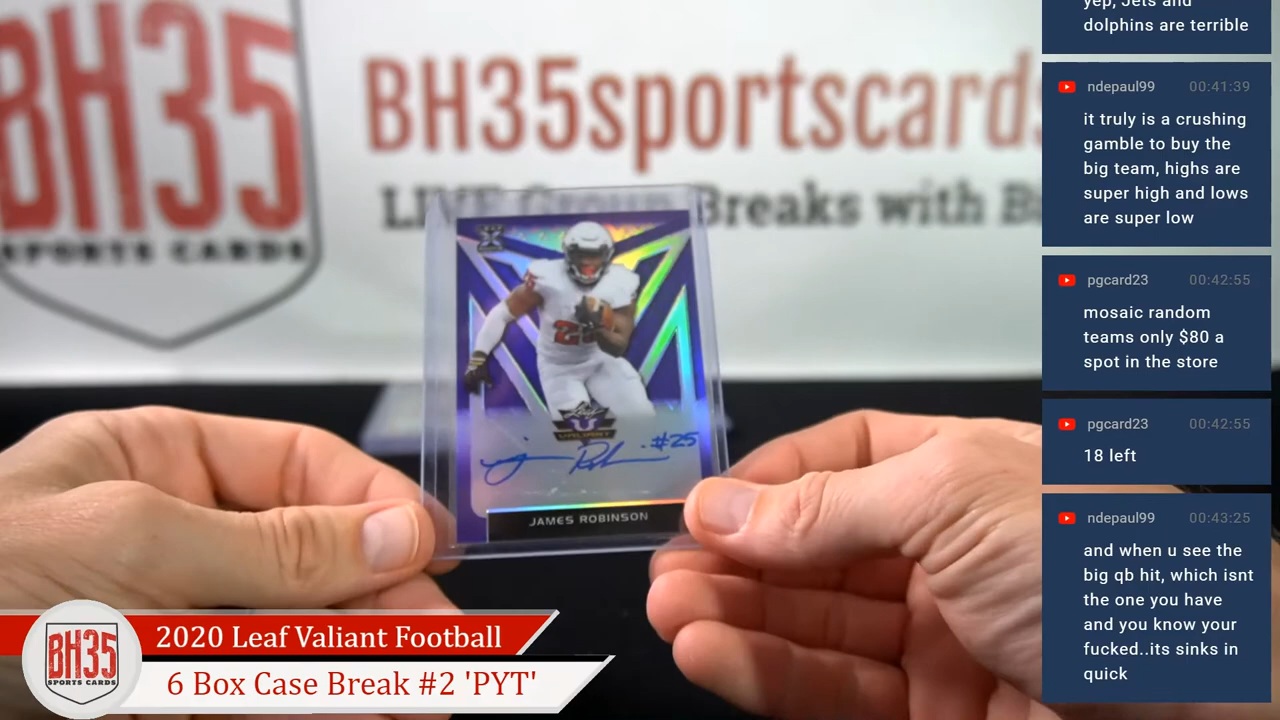 BH35
SPORTS CARDS
BH35sportscards
LIVE Group Breaks with B
25
Leaf
VALIANT
#25
JAMES ROBINSON
BH35
SPORTS CARDS
2020 Leaf Valiant Football
6 Box Case Break #2 'PYT'
yep, Jets and
dolphins are terrible
ndepaul99 00:41:39
it truly is a crushing
gamble to buy the
big team, highs are
super high and lows
are super low
pgcard23 00:42:55
mosaic random
teams only $80 a
spot in the store
pgcard23 00:42:55
18 left
ndepaul99 00:43:25
and when u see the
big qb hit, which isnt
the one you have
and you know your
fucked..its sinks in
quick